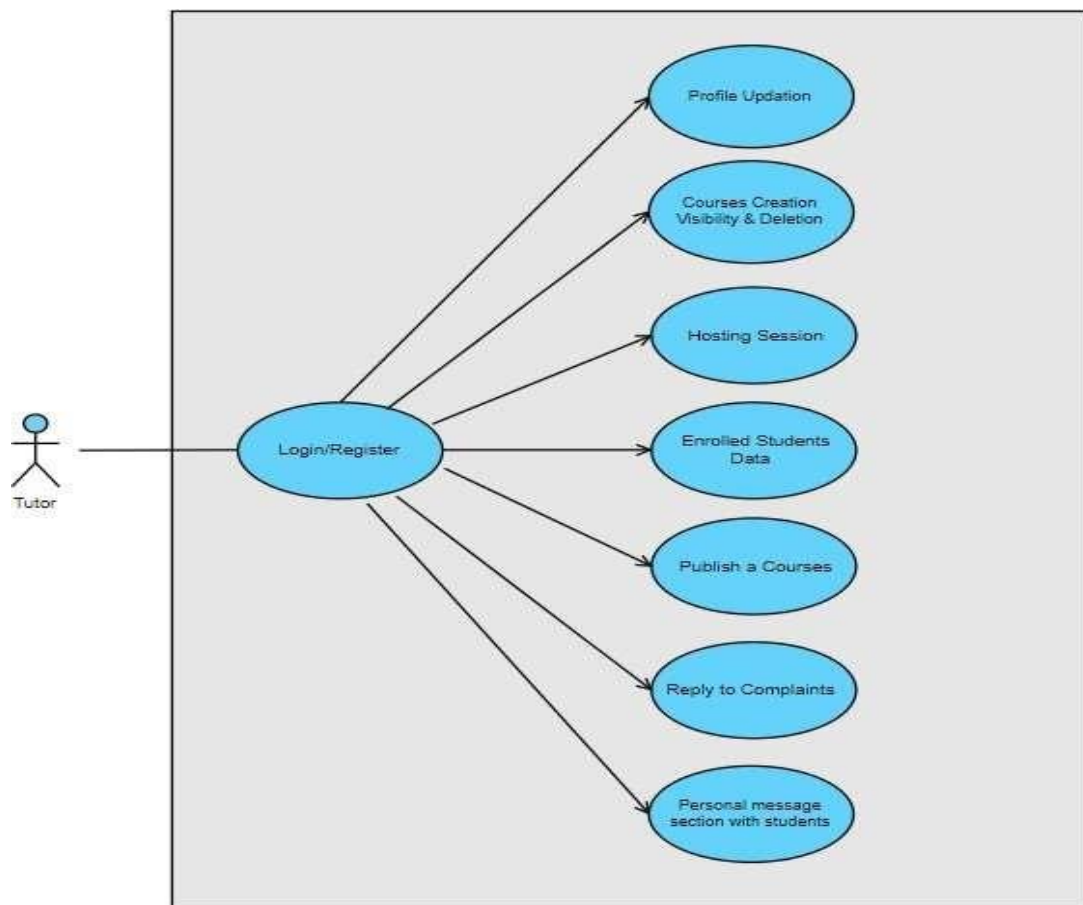 Profile Updation
Courses Creation
Visibility & Deletion
Hosting Session
Login/Register
Enrolled Students
Data
Tutor
Publish a Courses
Reply to Complaints
Personal message
section with students